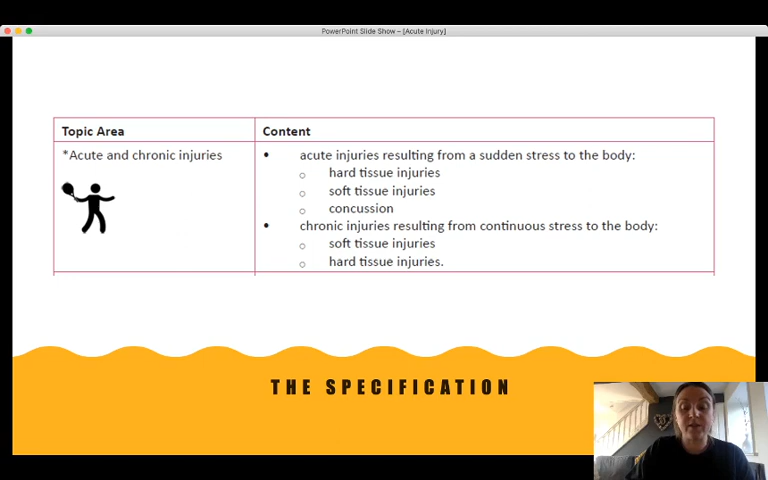 PowerPoint Slide Show – [Acute Injury]
Topic Area
Content
*Acute and chronic injuries
• acute injuries resulting from a sudden stress to the body:
○ hard tissue injuries
○ soft tissue injuries
○ concussion
• chronic injuries resulting from continuous stress to the body:
○ soft tissue injuries
○ hard tissue injuries.
THE SPECIFICATION